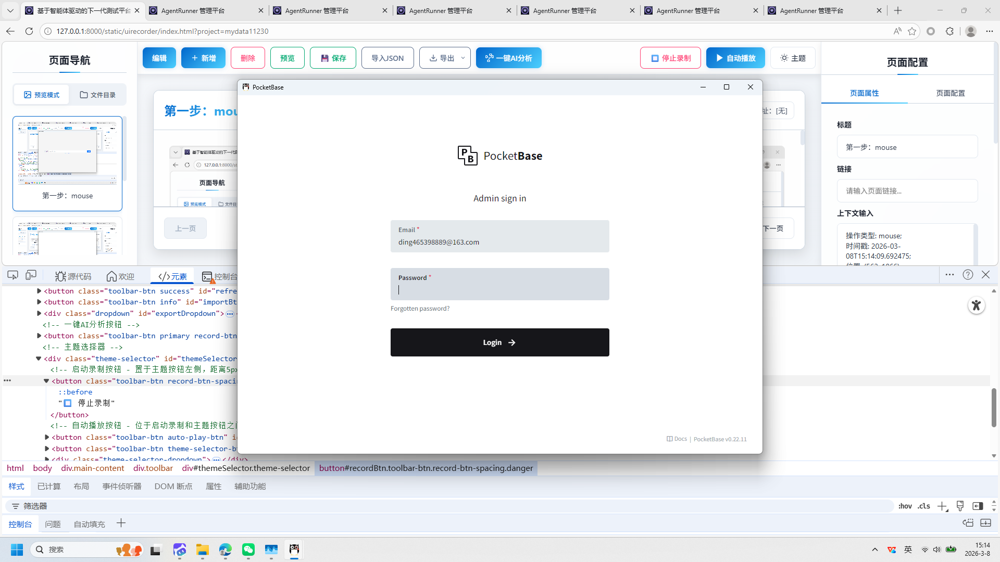 基于智能体驱动的下一代测试平台
AgentRunner 管理平台
AgentRunner 管理平台
AgentRunner 管理平台
AgentRunner 管理平台
AgentRunner 管理平台
AgentRunner 管理平台
127.0.0.1:8000/static/uirecorder/index.html?project=mydata11230
页面导航
预览模式
文件目录
第一步：mouse
编辑
新增
删除
预览
保存
导入JSON
导出
一键AI分析
停止录制
自动播放
主题
第一步：mou
址：[无]
基于智能体驱动的下一代
127.0.0.1:8000/st
页面导航
预览模式
文件目
上一页
下一页
页面配置
页面属性
页面配置
标题
第一步：mouse
链接
请输入页面链接...
上下文输入
操作类型: mouse;
时间戳: 2026-03-
08T15:14:09.692475;
PocketBase
PocketBase
Admin sign in
Email *
ding465398889@163.com
Password *
Forgotten password?
Login
Docs | PocketBase v0.22.11
源代码
欢迎
元素
控制台
<button class="toolbar-btn success" id="refre
<button class="toolbar-btn info" id="importBt
<div class="dropdown" id="exportDropdown">
<!-- 一键AI分析按钮 -->
<button class="toolbar-btn primary record-btn
<!-- 主题选择器 -->
<div class="theme-selector" id="themeSelector
<!-- 启动录制按钮 - 置于主题按钮左侧，距离5px
<button class="toolbar-btn record-btn-spaci
::before
" 停止录制"
</button>
<!-- 自动播放按钮 - 位于启动录制和主题按钮之间
<button class="toolbar-btn auto-play-btn" i
<button class="toolbar-btn theme-selector-b
<div class="theme-selector-dropdown"> </div>
html body div.main-content div.toolbar div#themeSelector.theme-selector button#recordBtn.toolbar-btn.record-btn-spacing.danger
样式
已计算
布局
事件侦听器
DOM 断点
属性
辅助功能
筛选器
:hov .cls
控制台
问题
自动填充
搜索
英
15:14
2026-3-8